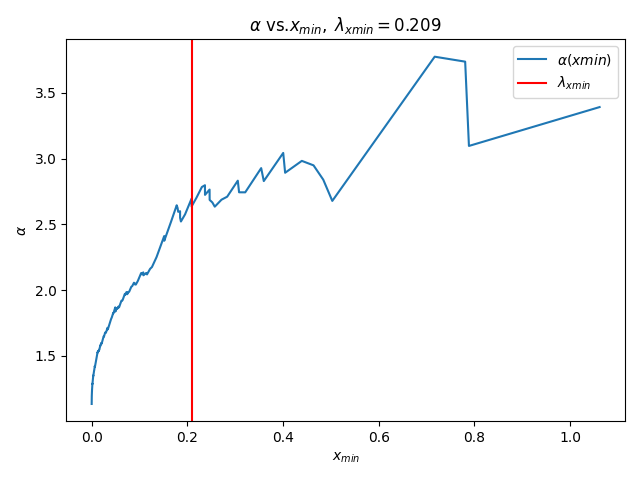 α vs.x_min, λ_xmin = 0.209
α(xmin)
λ_xmin
3.5
3.0
2.5
2.0
1.5
α
0.0 0.2 0.4 0.6 0.8 1.0
x_min